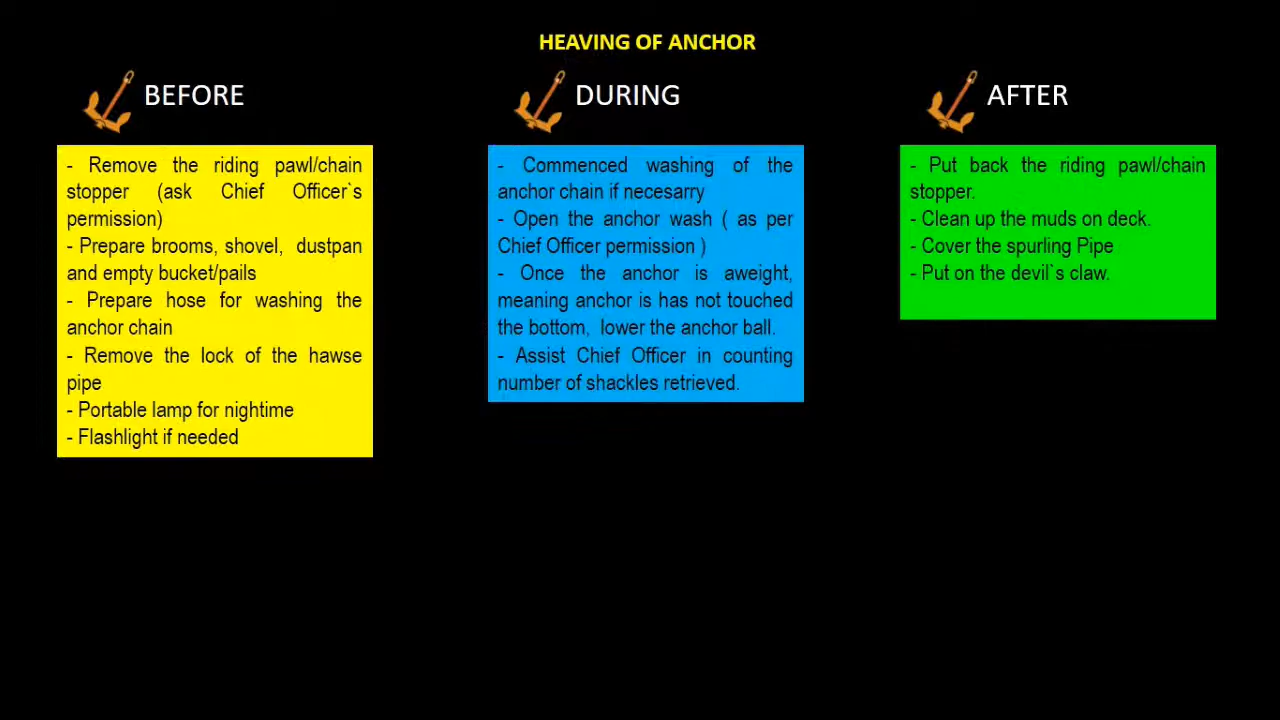 HEAVING OF ANCHOR
BEFORE
- Remove the riding pawl/chain
stopper (ask Chief Officer`s
permission)
- Prepare brooms, shovel, dustpan
and empty bucket/pails
- Prepare hose for washing the
anchor chain
- Remove the lock of the hawse
pipe
- Portable lamp for nightime
- Flashlight if needed
DURING
- Commenced washing of the
anchor chain if necesarry
- Open the anchor wash ( as per
Chief Officer permission )
- Once the anchor is aweight,
meaning anchor is has not touched
the bottom, lower the anchor ball.
- Assist Chief Officer in counting
number of shackles retrieved.
AFTER
- Put back the riding pawl/chain
stopper.
- Clean up the muds on deck.
- Cover the spurling Pipe
- Put on the devil`s claw.